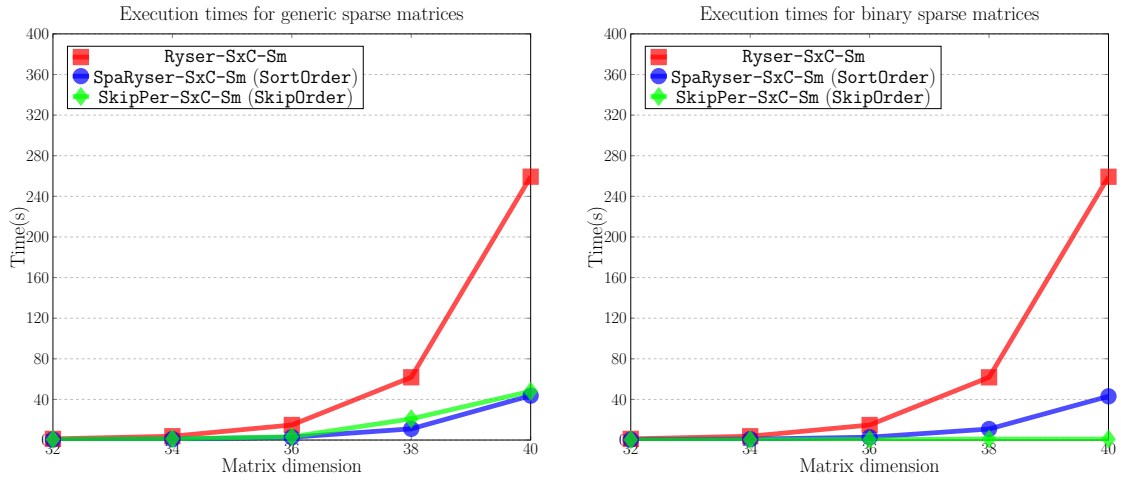 Execution times for generic sparse matrices
400
360
320
280
240
200
160
120
80
40
0
Time(s)
Ryser-SxC-Sm
SpaRyser-SxC-Sm (SortOrder)
SkipPer-SxC-Sm (SkipOrder)
32
34
36
38
40
Matrix dimension
Execution times for binary sparse matrices
400
360
320
280
240
200
160
120
80
40
0
Time(s)
Ryser-SxC-Sm
SpaRyser-SxC-Sm (SortOrder)
SkipPer-SxC-Sm (SkipOrder)
32
34
36
38
40
Matrix dimension